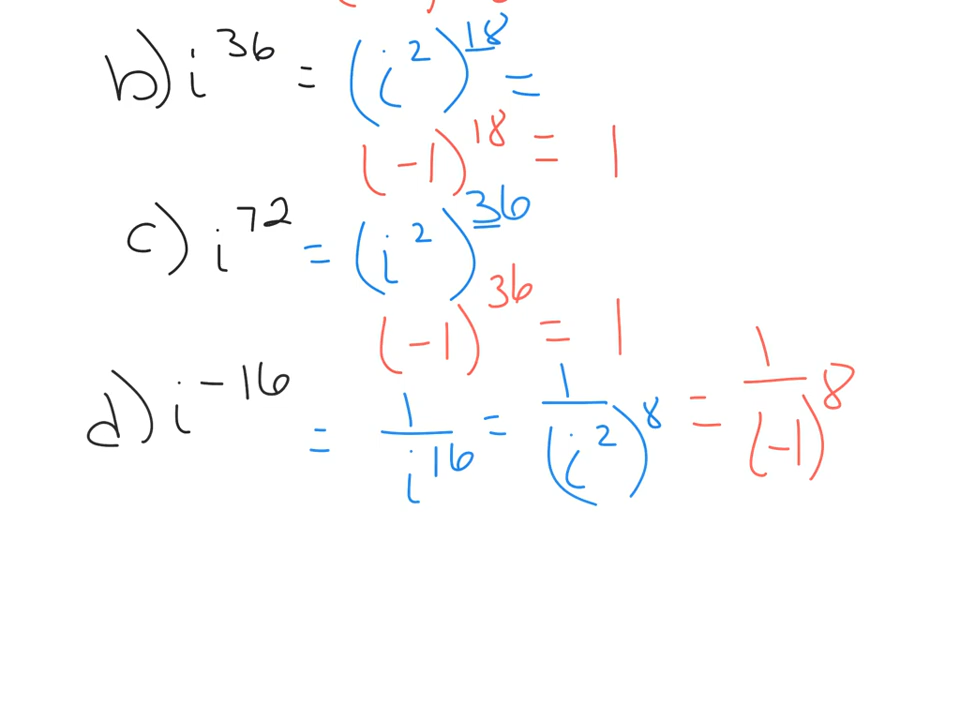 b) i^36 = (i^2)^18 =
(-1)^18 = 1
c) i^72 = (i^2)^36
(-1)^36 = 1
d) i^-16 = 1/i^16 = 1/(i^2)^8 = 1/(-1)^8